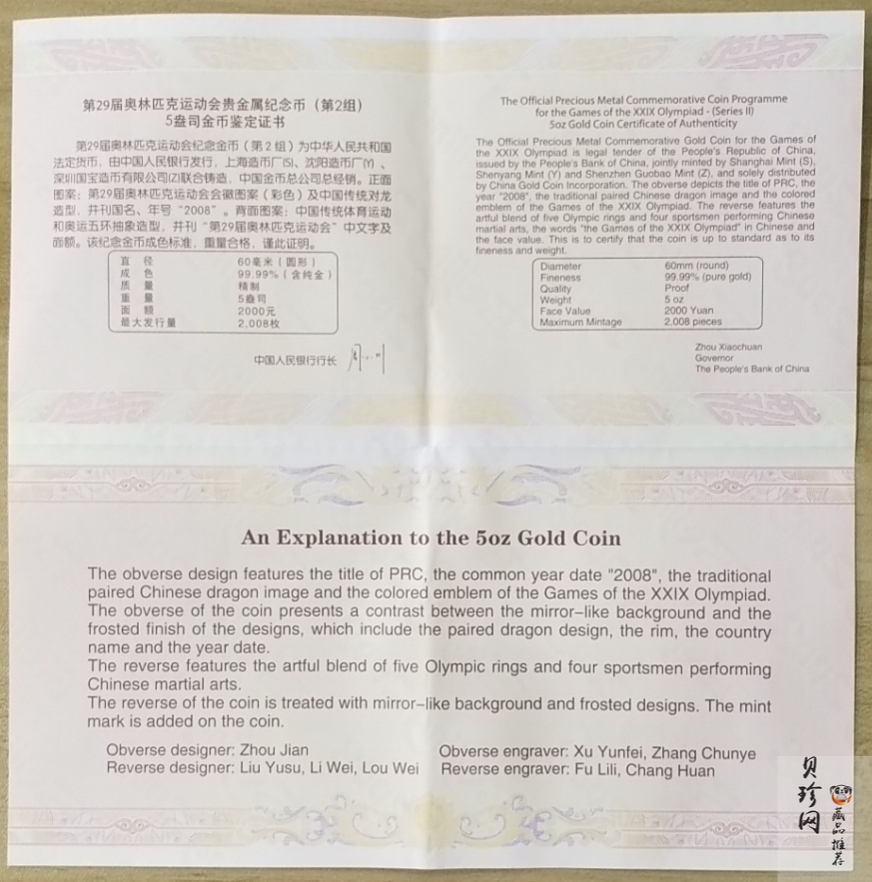 第29届奥林匹克运动会贵金属纪念币（第2组）
5盎司金币鉴定证书
第29届奥林匹克运动会纪念金币（第2组）为中华人民共和国
法定货币，由中国人民银行发行，上海造币厂(S)、沈阳造币厂(Y)、
深圳国宝造币有限公司(Z)联合铸造，中国金币总公司总经销。正面
图案：第29届奥林匹克运动会会徽图案（彩色）及中国传统对龙
造型，并刊国名、年号“2008”。背面图案：中国传统体育运动
和奥运五环抽象造型，并刊“第29届奥林匹克运动会”中文字及
面额。该纪念金币成色标准，重量合格，谨此证明。
直 径 60毫米（圆形）
成 色 99.99%（含纯金）
质 量 精制
重 量 5盎司
面 额 2000元
最大发行量 2,008枚
中国人民银行行长
The Official Precious Metal Commemorative Coin Programme
for the Games of the XXIX Olympiad - (Series II)
5oz Gold Coin Certificate of Authenticity
The Official Precious Metal Commemorative Gold Coin for the Games of
the XXIX Olympiad is legal tender of the People's Republic of China,
issued by the People's Bank of China, jointly minted by Shanghai Mint (S),
Shenyang Mint (Y) and Shenzhen Guobao Mint (Z), and solely distributed
by China Gold Coin Incorporation. The obverse depicts the title of PRC, the
year "2008", the traditional paired Chinese dragon image and the colored
emblem of the Games of the XXIX Olympiad. The reverse features the
artful blend of five Olympic rings and four sportsmen performing Chinese
martial arts, the words "the Games of the XXIX Olympiad" in Chinese and
the face value. This is to certify that the coin is up to standard as to its
fineness and weight.
Diameter 60mm (round)
Fineness 99.99% (pure gold)
Quality Proof
Weight 5 oz
Face Value 2000 Yuan
Maximum Mintage 2,008 pieces
Zhou Xiaochuan
Governor
The People's Bank of China
An Explanation to the 5oz Gold Coin
The obverse design features the title of PRC, the common year date "2008", the traditional
paired Chinese dragon image and the colored emblem of the Games of the XXIX Olympiad.
The obverse of the coin presents a contrast between the mirror-like background and the
frosted finish of the designs, which include the paired dragon design, the rim, the country
name and the year date.
The reverse features the artful blend of five Olympic rings and four sportsmen performing
Chinese martial arts.
The reverse of the coin is treated with mirror-like background and frosted designs. The mint
mark is added on the coin.
Obverse designer: Zhou Jian Obverse engraver: Xu Yunfei, Zhang Chunye
Reverse designer: Liu Yusu, Li Wei, Lou Wei Reverse engraver: Fu Lili, Chang Huan
贝珍网
藏品推荐